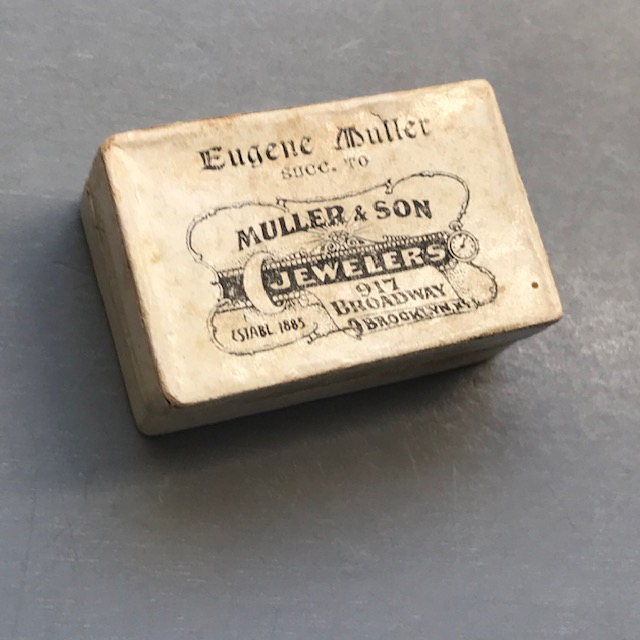 Eugene Muller
SUCC. TO
MULLER & SON
JEWELERS
917
BROADWAY
ESTABL 1885
BROOKLYN.N.Y.